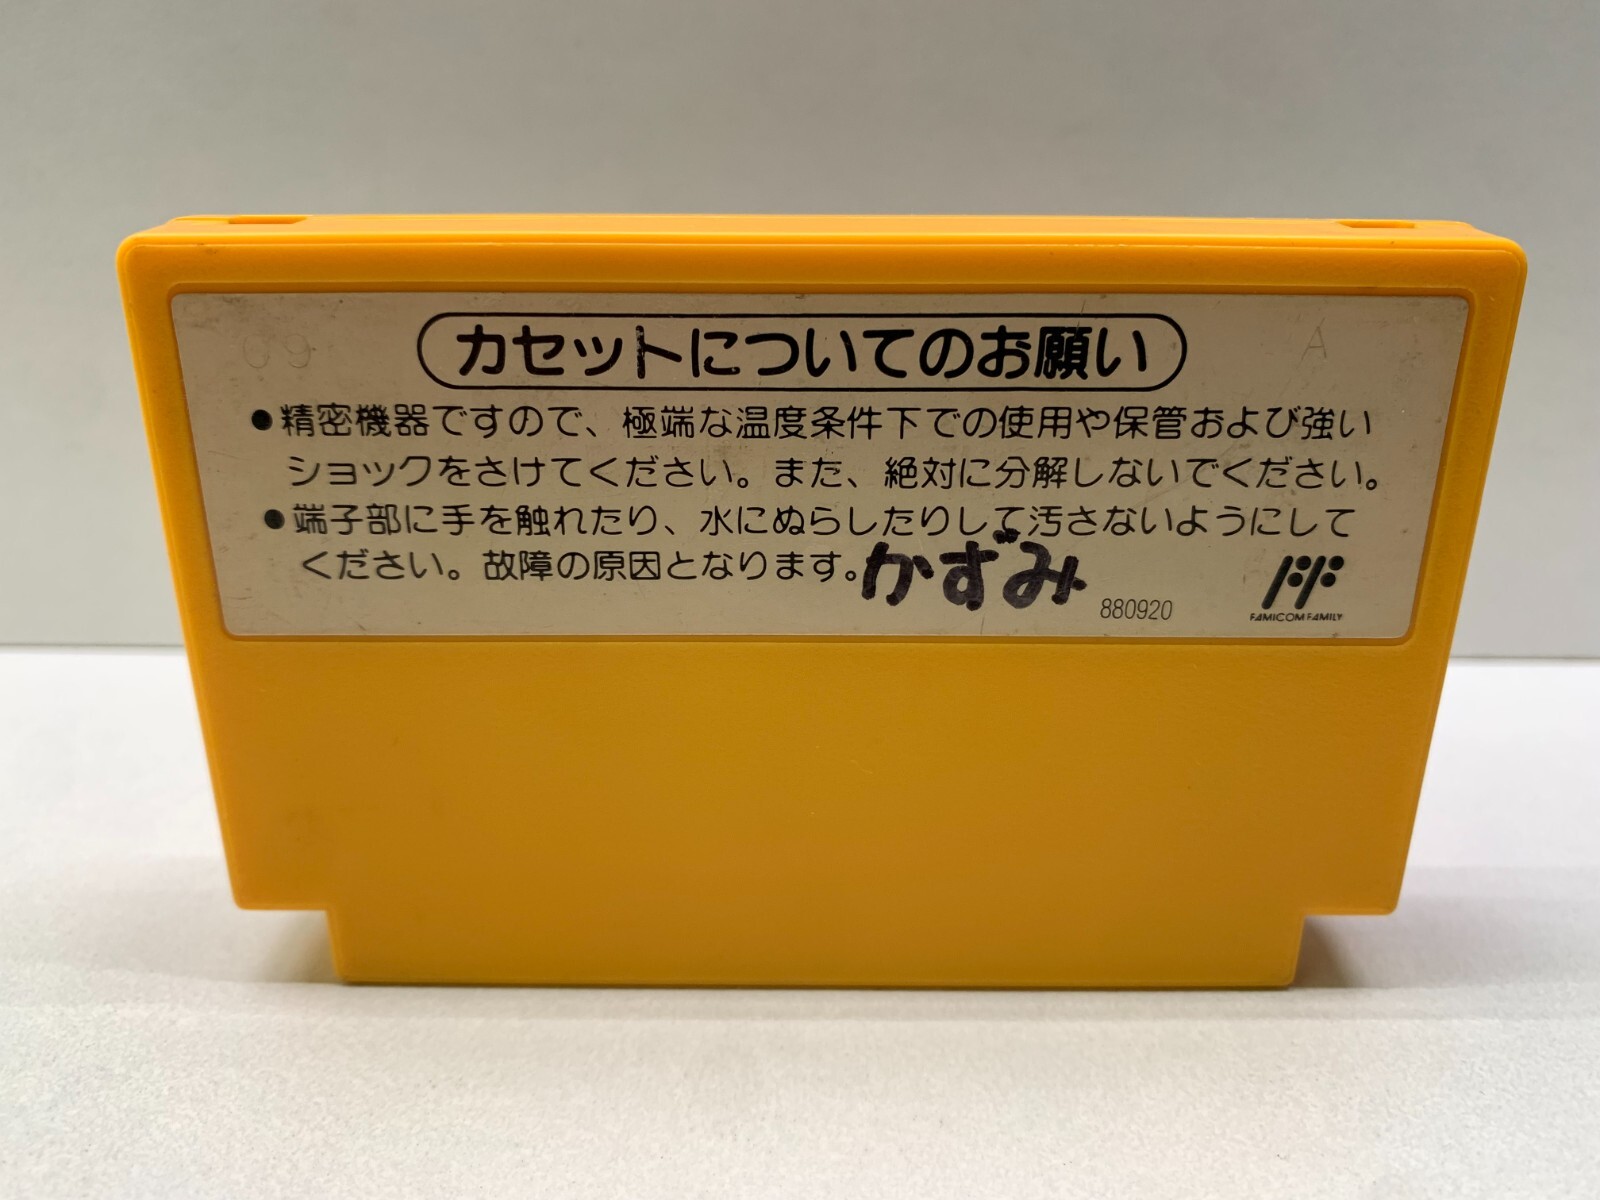 カセットについてのお願い
09
A
●精密機器ですので、極端な温度条件下での使用や保管および強い
ショックをさけてください。また、絶対に分解しないでください。
●端子部に手を触れたり、水にぬらしたりして汚さないようにして
ください。故障の原因となります。
かずみ
880920
FAMICOM FAMILY